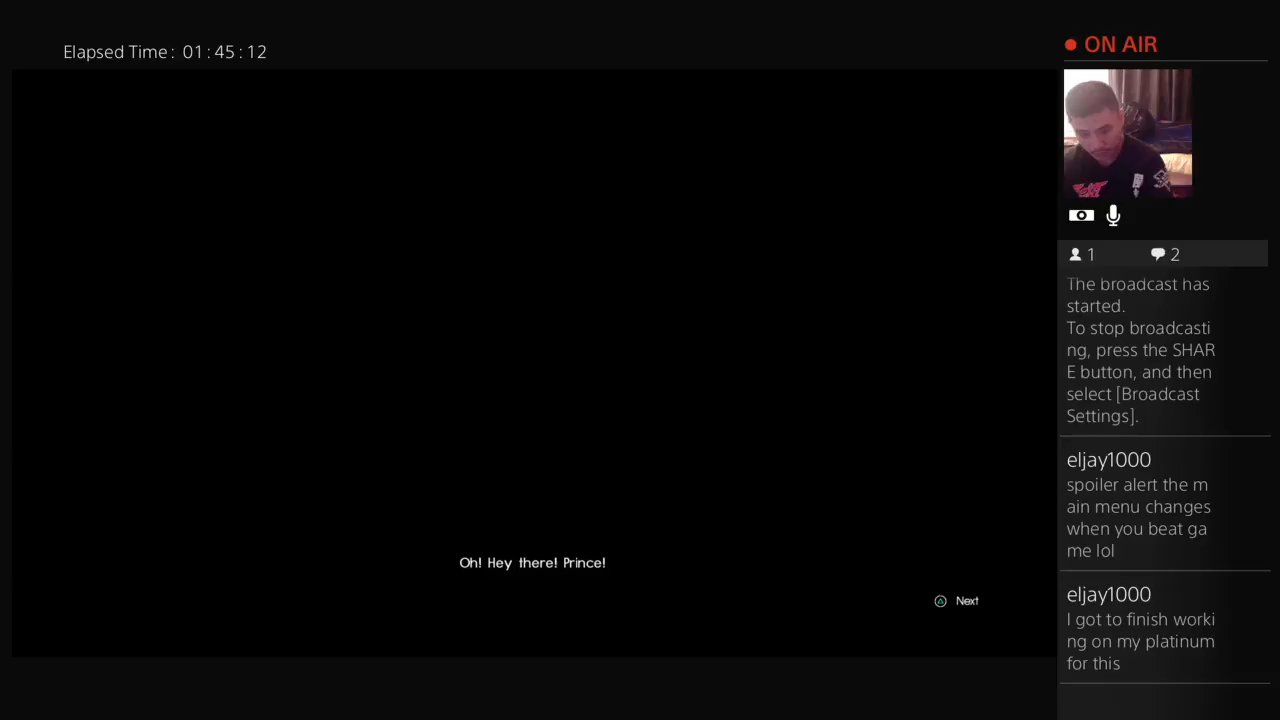 Elapsed Time: 01:45:12
ON AIR
1
2
The broadcast has
started.
To stop broadcasti
ng, press the SHAR
E button, and then
select [Broadcast
Settings].
eljay1000
spoiler alert the m
ain menu changes
when you beat ga
me lol
eljay1000
I got to finish worki
ng on my platinum
for this
Oh! Hey there! Prince!
Next